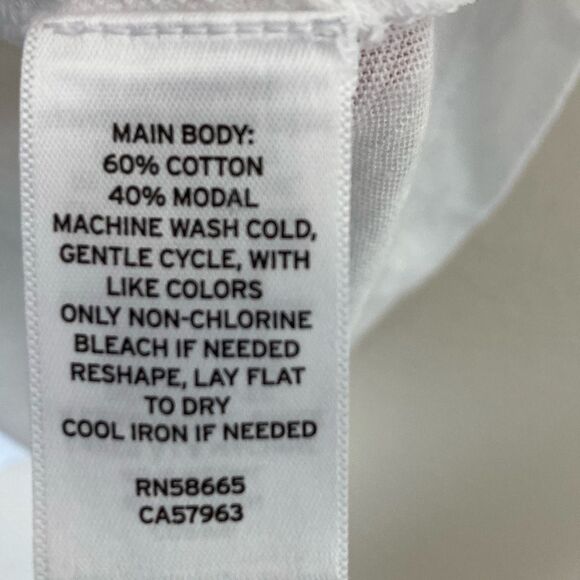 MAIN BODY:
60% COTTON
40% MODAL
MACHINE WASH COLD,
GENTLE CYCLE, WITH
LIKE COLORS
ONLY NON-CHLORINE
BLEACH IF NEEDED
RESHAPE, LAY FLAT
TO DRY
COOL IRON IF NEEDED
RN58665
CA57963